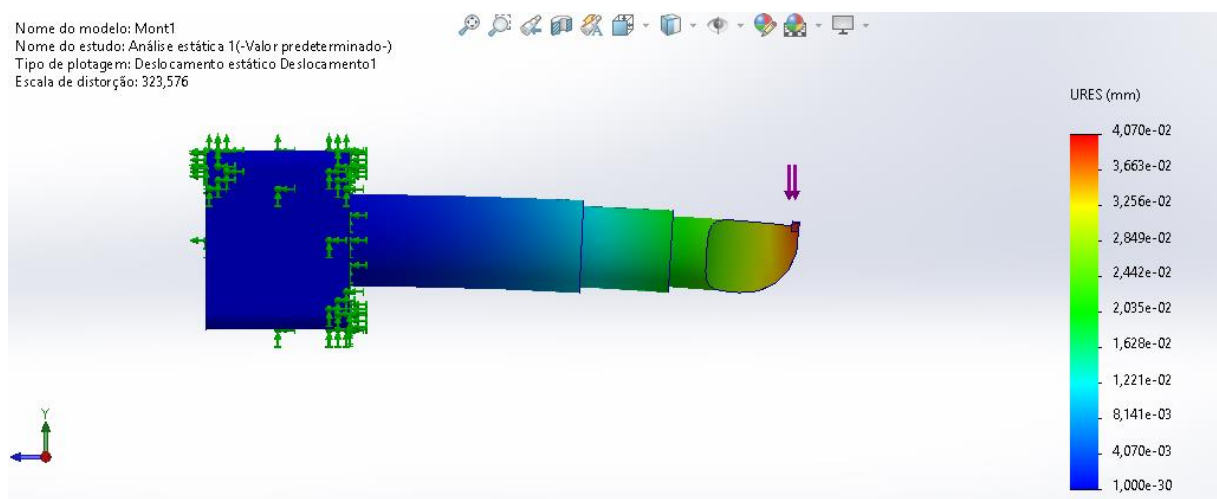 Nome do modelo: Mont1
Nome do estudo: Análise estática 1(-Valor predeterminado-)
Tipo de plotagem: Deslocamento estático Deslocamento1
Escala de distorção: 323,576
URES (mm)
4,070e-02
3,663e-02
3,256e-02
2,849e-02
2,442e-02
2,035e-02
1,628e-02
1,221e-02
8,141e-03
4,070e-03
1,000e-30
Y